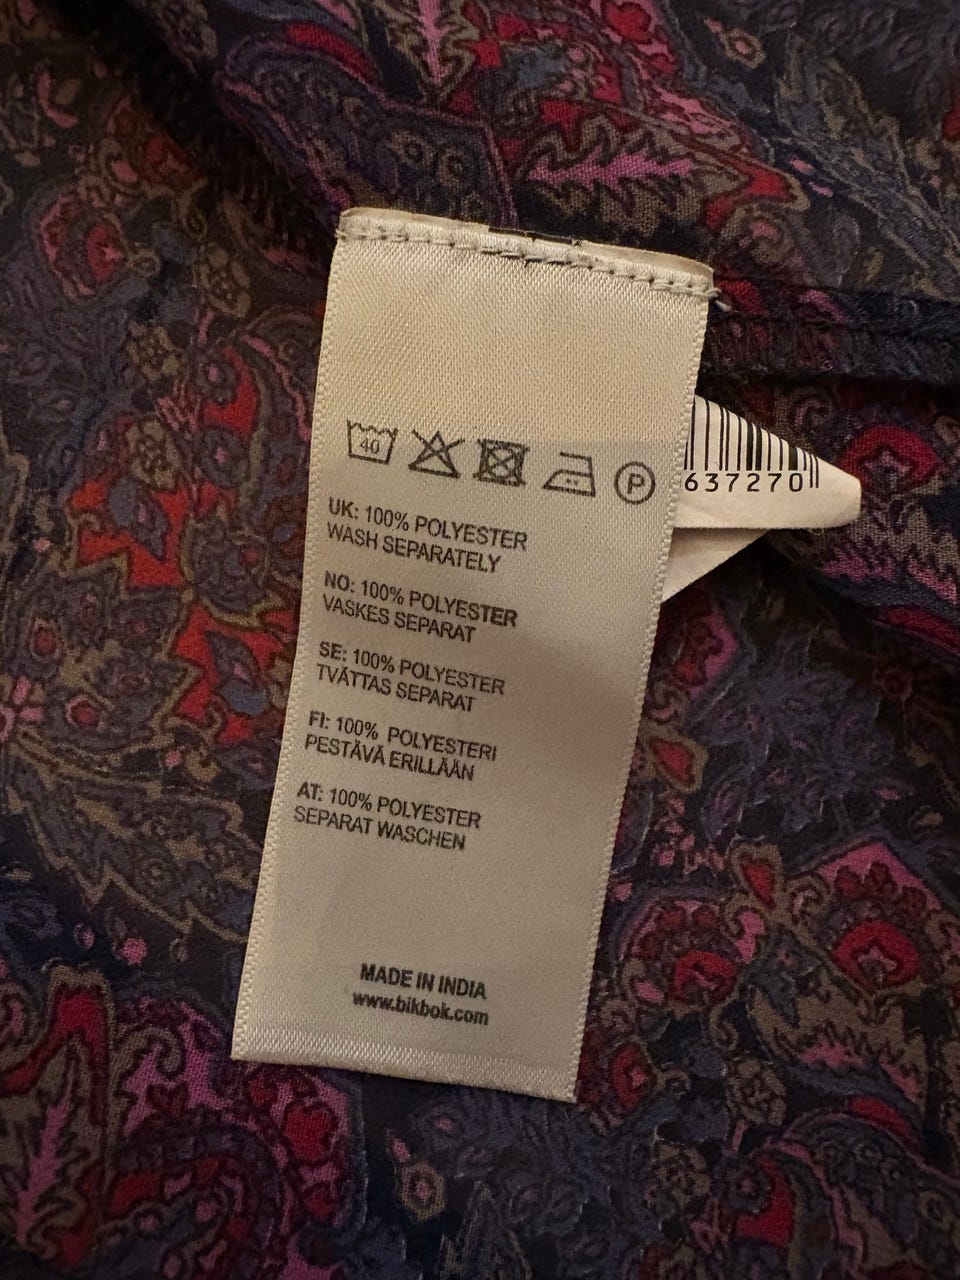 40
P
637270
UK: 100% POLYESTER
WASH SEPARATELY
NO: 100% POLYESTER
VASKES SEPARAT
SE: 100% POLYESTER
TVÄTTAS SEPARAT
FI: 100% POLYESTERI
PESTÄVÄ ERILLÄÄN
AT: 100% POLYESTER
SEPARAT WASCHEN
MADE IN INDIA
www.bikbok.com